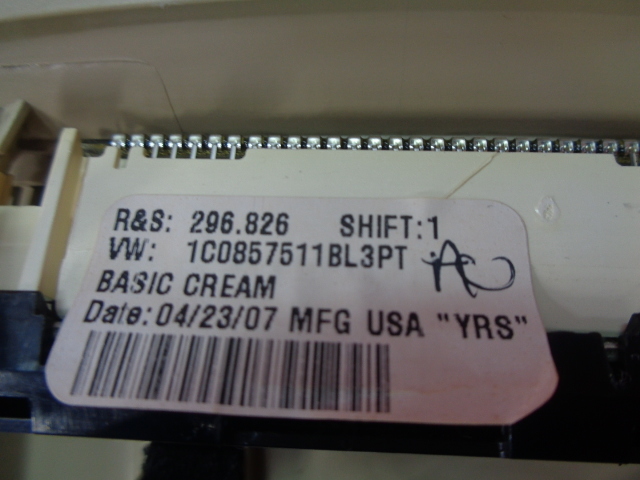 R&S: 296.826 SHIFT:1
VW: 1C0857511BL3PT
BASIC CREAM
Date: 04/23/07 MFG USA "YRS"